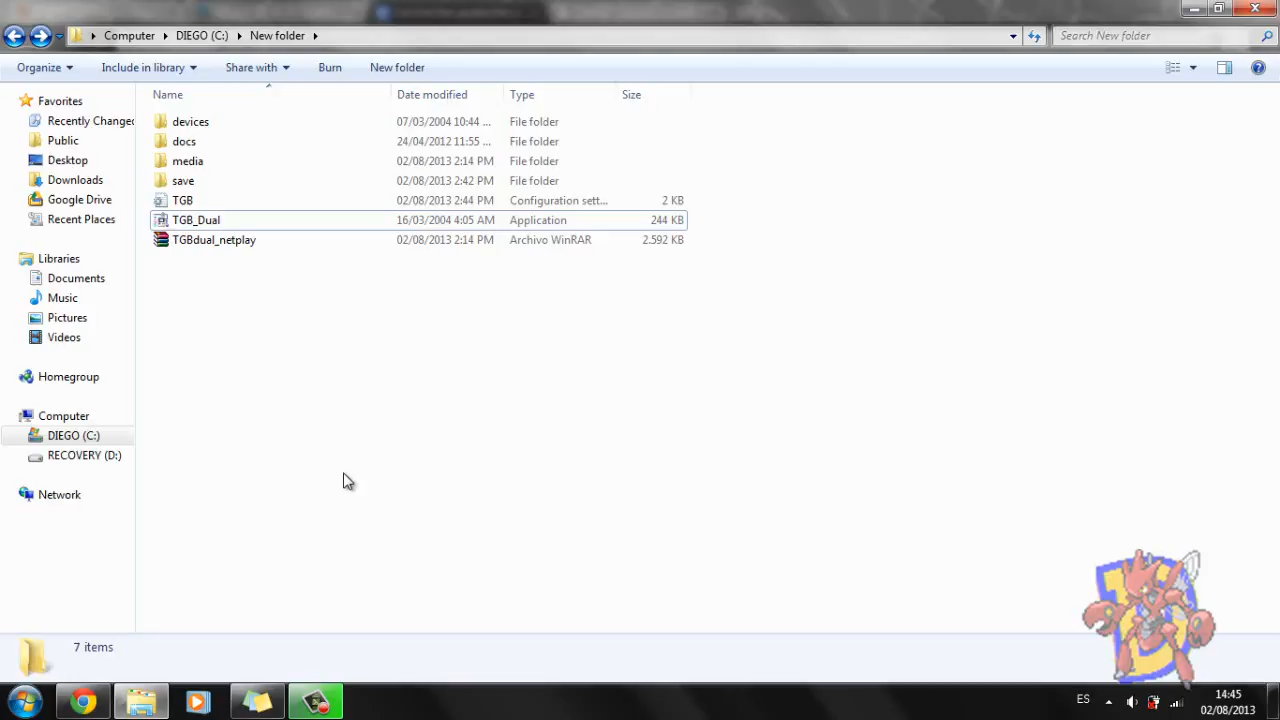 Computer DIEGO (C:) New folder
Search New folder
Organize Include in library Share with Burn New folder
Name Date modified Type Size
Favorites
Recently Change
Public
Desktop
Downloads
Google Drive
Recent Places
Libraries
Documents
Music
Pictures
Videos
Homegroup
Computer
DIEGO (C:)
RECOVERY (D:)
Network
devices 07/03/2004 10:44 ... File folder
docs 24/04/2012 11:55 ... File folder
media 02/08/2013 2:14 PM File folder
save 02/08/2013 2:42 PM File folder
TGB 02/08/2013 2:44 PM Configuration sett... 2 KB
TGB_Dual 16/03/2004 4:05 AM Application 244 KB
TGBdual_netplay 02/08/2013 2:14 PM Archivo WinRAR 2.592 KB
7 items
ES
14:45
02/08/2013